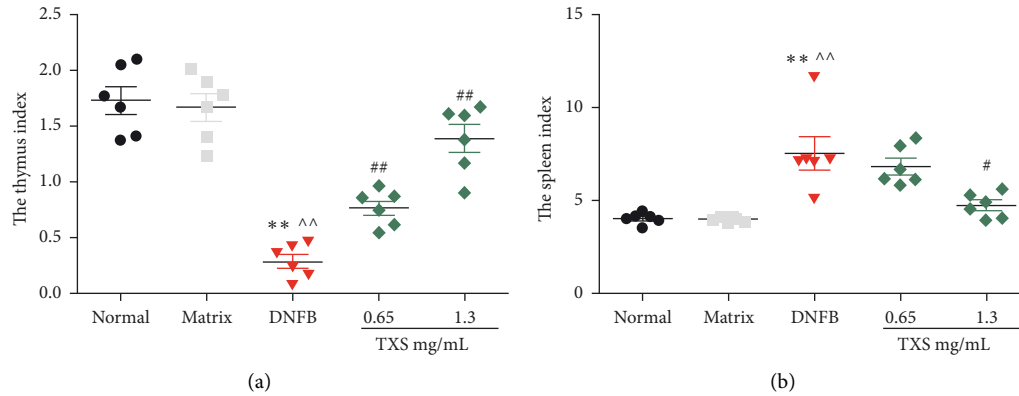 The thymus index
2.5
2.0
1.5
1.0
0.5
0.0
** ^^
##
##
Normal Matrix DNFB 0.65 1.3
TXS mg/mL
(a)
The spleen index
15
10
5
0
** ^^
#
Normal Matrix DNFB 0.65 1.3
TXS mg/mL
(b)